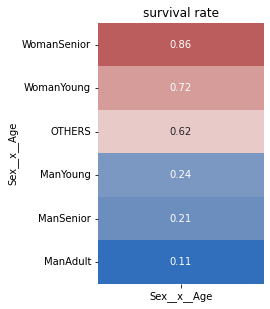 survival rate
WomanSenior 0.86
WomanYoung 0.72
OTHERS 0.62
ManYoung 0.24
ManSenior 0.21
ManAdult 0.11
Sex__x__Age
Sex__x__Age